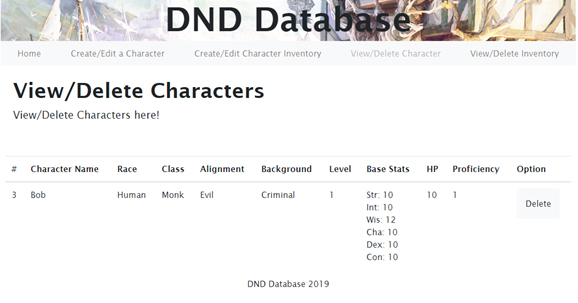 DND Database
Home Create/Edit a Character Create/Edit Character Inventory View/Delete Character View/Delete Inventory
View/Delete Characters
View/Delete Characters here!
# Character Name Race Class Alignment Background Level Base Stats HP Proficiency Option
3 Bob Human Monk Evil Criminal 1 Str: 10 10 1 Delete
Int: 10
Wis: 12
Cha: 10
Dex: 10
Con: 10
DND Database 2019